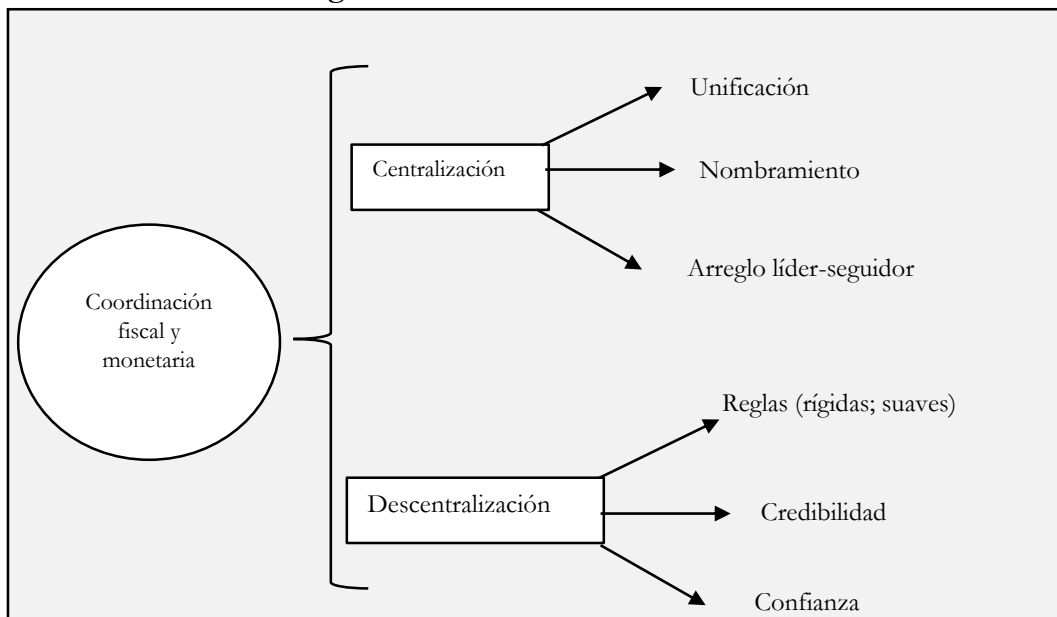 Unificación
Centralización
Nombramiento
Arreglo líder-seguidor
Coordinación
fiscal y
monetaria
Reglas (rígidas; suaves)
Descentralización
Credibilidad
Confianza